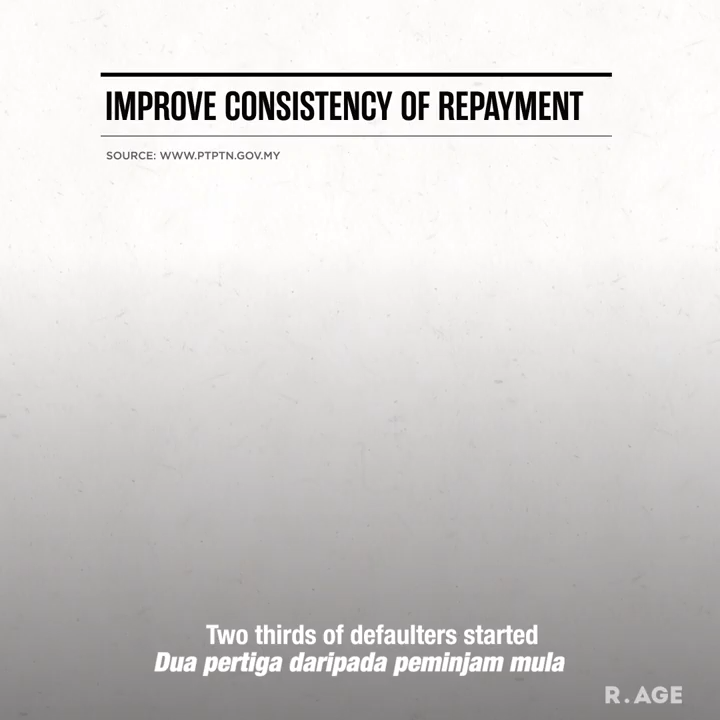 IMPROVE CONSISTENCY OF REPAYMENT
SOURCE: WWW.PTPTN.GOV.MY
Two thirds of defaulters started
Dua pertiga daripada peminjam mula
R.AGE